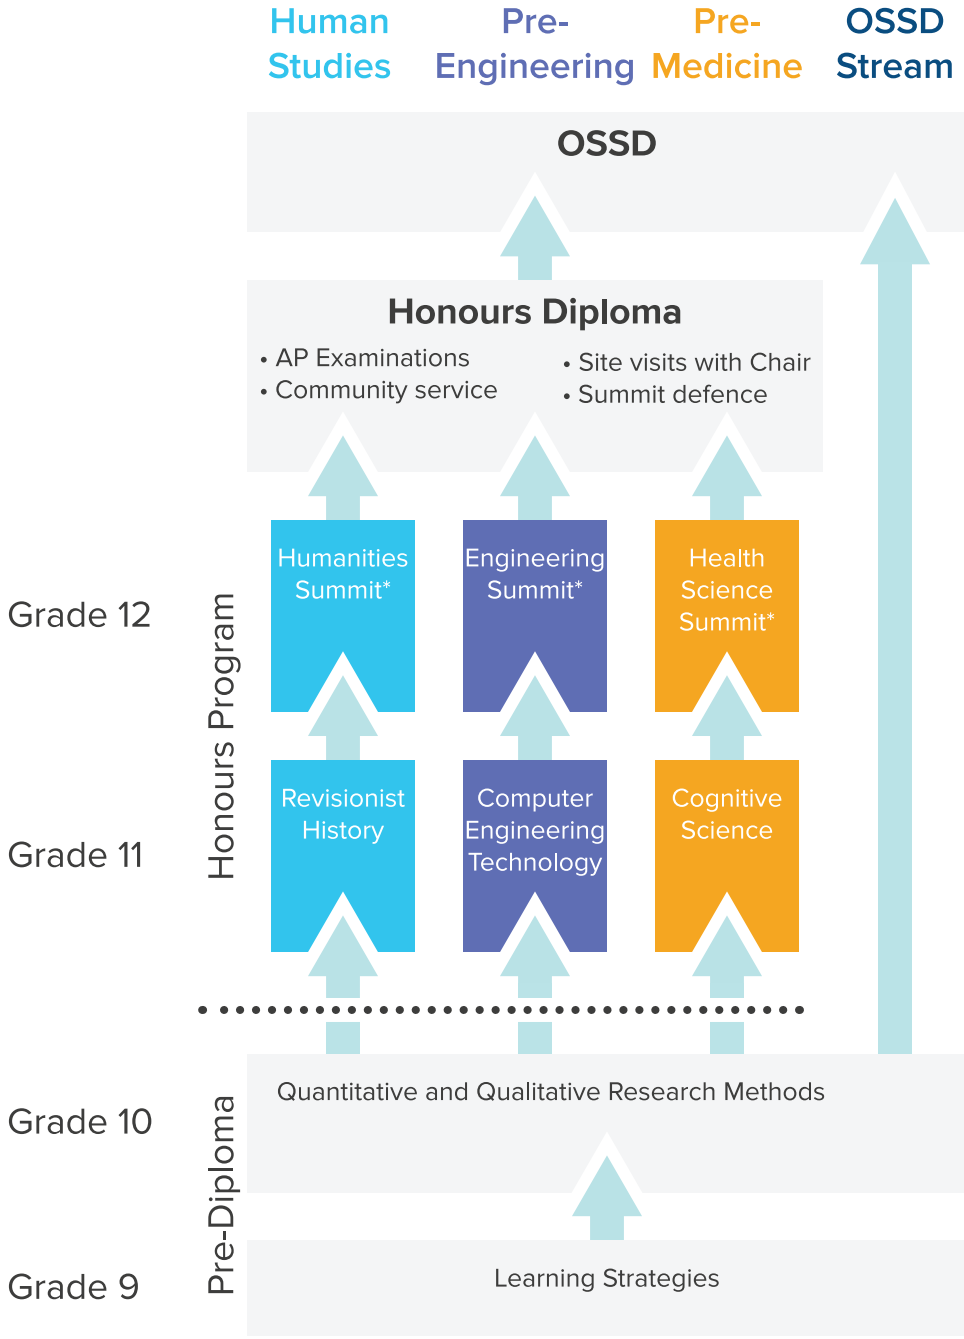 Human
Studies
Pre-
Engineering
Pre-
Medicine
OSSD
Stream
OSSD
Honours Diploma
• AP Examinations
• Community service
• Site visits with Chair
• Summit defence
Grade 12
Honours Program
Humanities
Summit*
Engineering
Summit*
Health
Science
Summit*
Grade 11
Revisionist
History
Computer
Engineering
Technology
Cognitive
Science
Grade 10
Pre-Diploma
Quantitative and Qualitative Research Methods
Grade 9
Learning Strategies